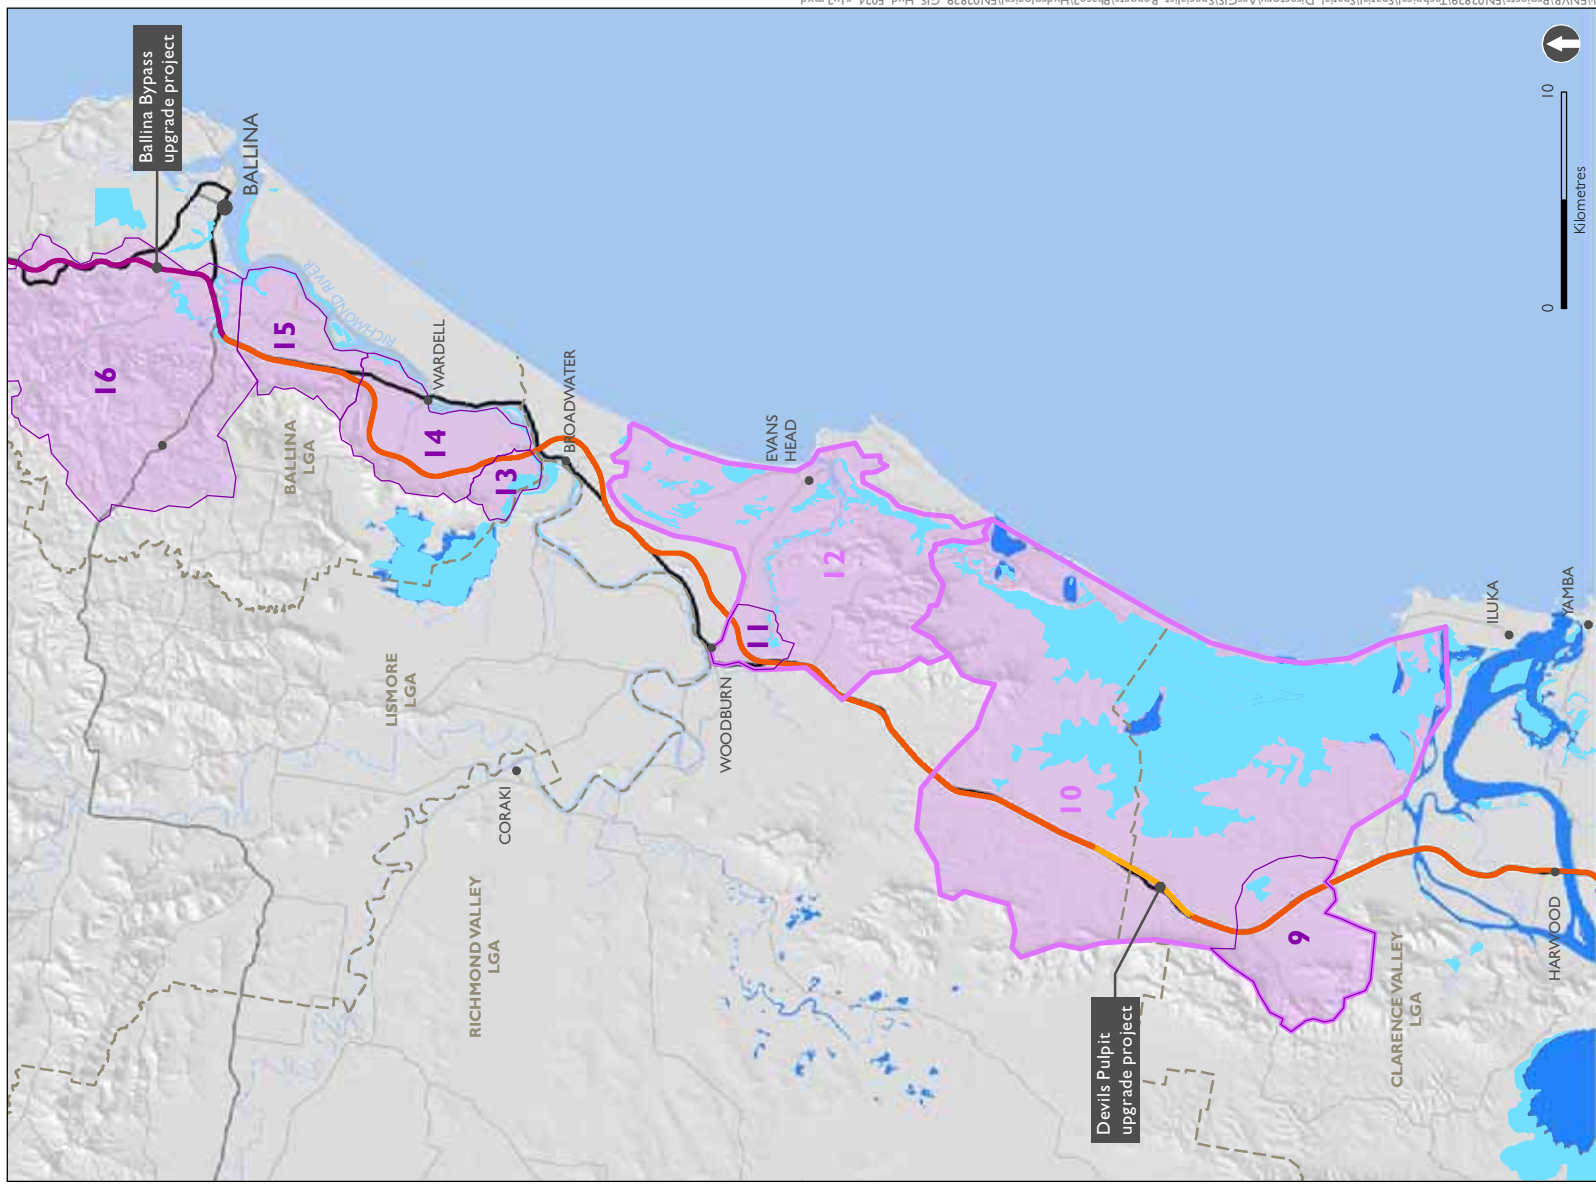 Ballina Bypass
upgrade project
BALLINA
16
15
RICHMOND RIVER
WARDELL
BALLINA
LGA
14
13
BROADWATER
EVANS
HEAD
12
11
LISMORE
LGA
WOODBURN
CORAKI
RICHMOND VALLEY
LGA
10
9
Devils Pulpit
upgrade project
CLARENCE VALLEY
LGA
ILUKA
YAMBA
HARWOOD
0
10
Kilometres